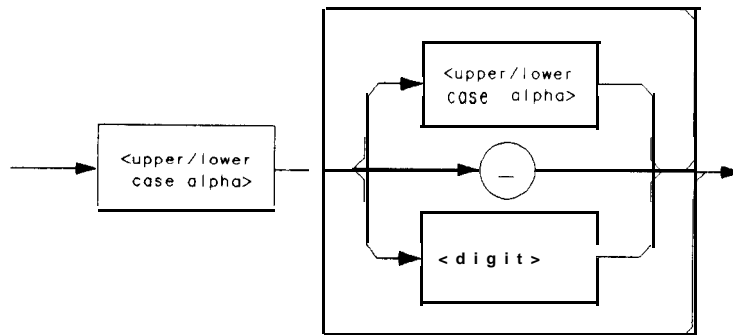 <upper/lower
case alpha>
<upper/lower
case alpha>
_
<digit>